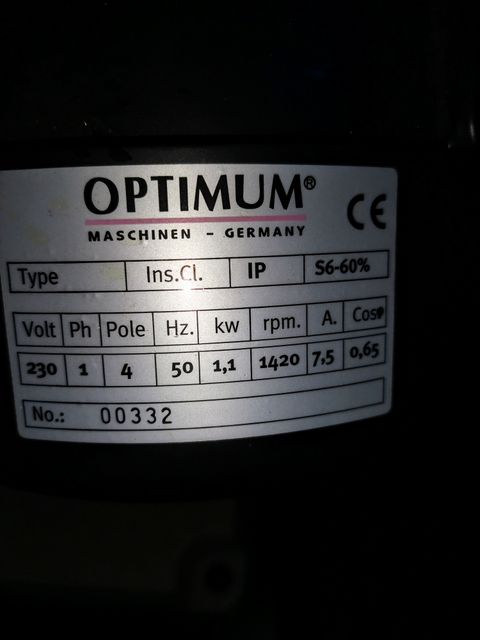 OPTIMUM®
CE
MASCHINEN - GERMANY
Type Ins.Cl. IP S6-60%
Volt Ph Pole Hz. kw rpm. A. Cosφ
230 1 4 50 1,1 1420 7,5 0,65
No.: 00332